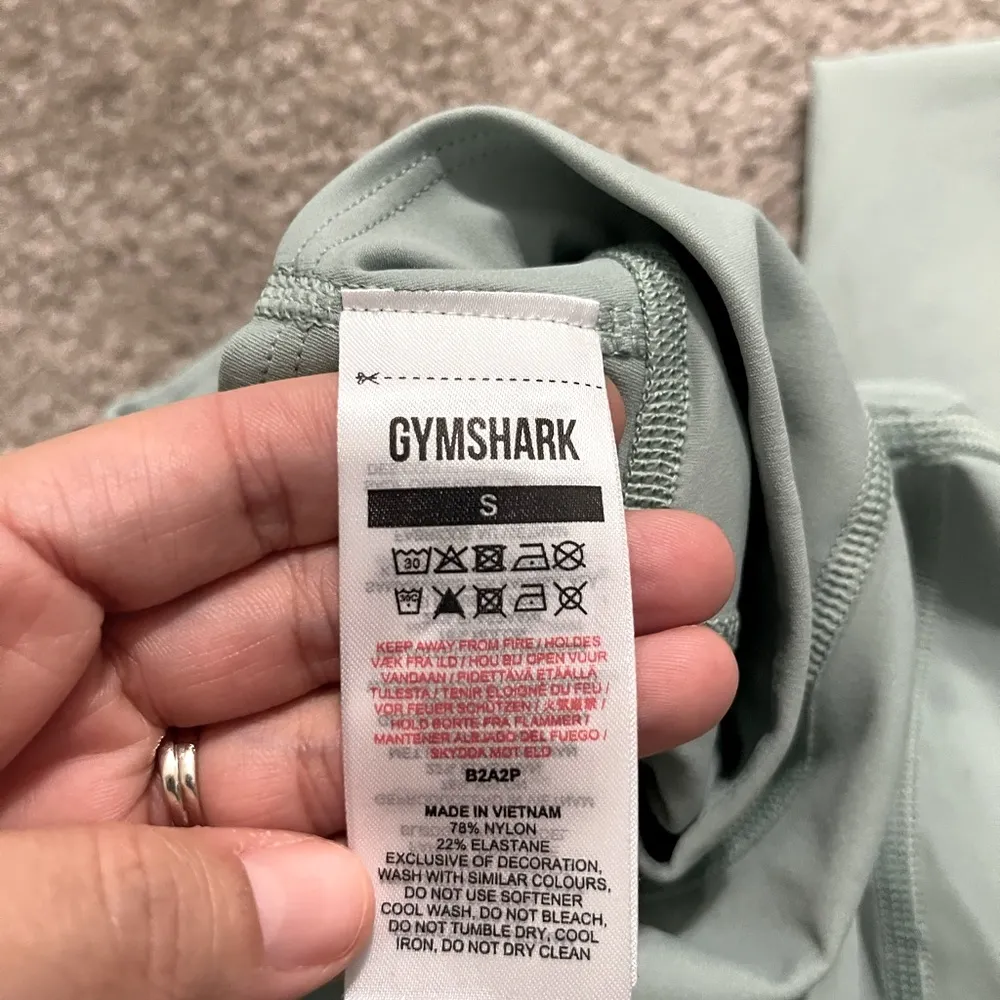 GYMSHARK
S
30
30C
KEEP AWAY FROM FIRE / HOLDES
VÆK FRA ILD / HOU BIJ OPEN VUUR
VANDAAN / PIDETTÄVÄ ETÄÄLLÄ
TULESTA / TENIR ÉLOIGNÉ DU FEU /
VOR FEUER SCHÜTZEN / 火気厳禁 /
HOLD BORTE FRA FLAMMER /
MANTENER ALEJADO DEL FUEGO /
SKYDDA MOT ELD
B2A2P
MADE IN VIETNAM
78% NYLON
22% ELASTANE
EXCLUSIVE OF DECORATION,
WASH WITH SIMILAR COLOURS,
DO NOT USE SOFTENER
COOL WASH, DO NOT BLEACH,
DO NOT TUMBLE DRY, COOL
IRON, DO NOT DRY CLEAN